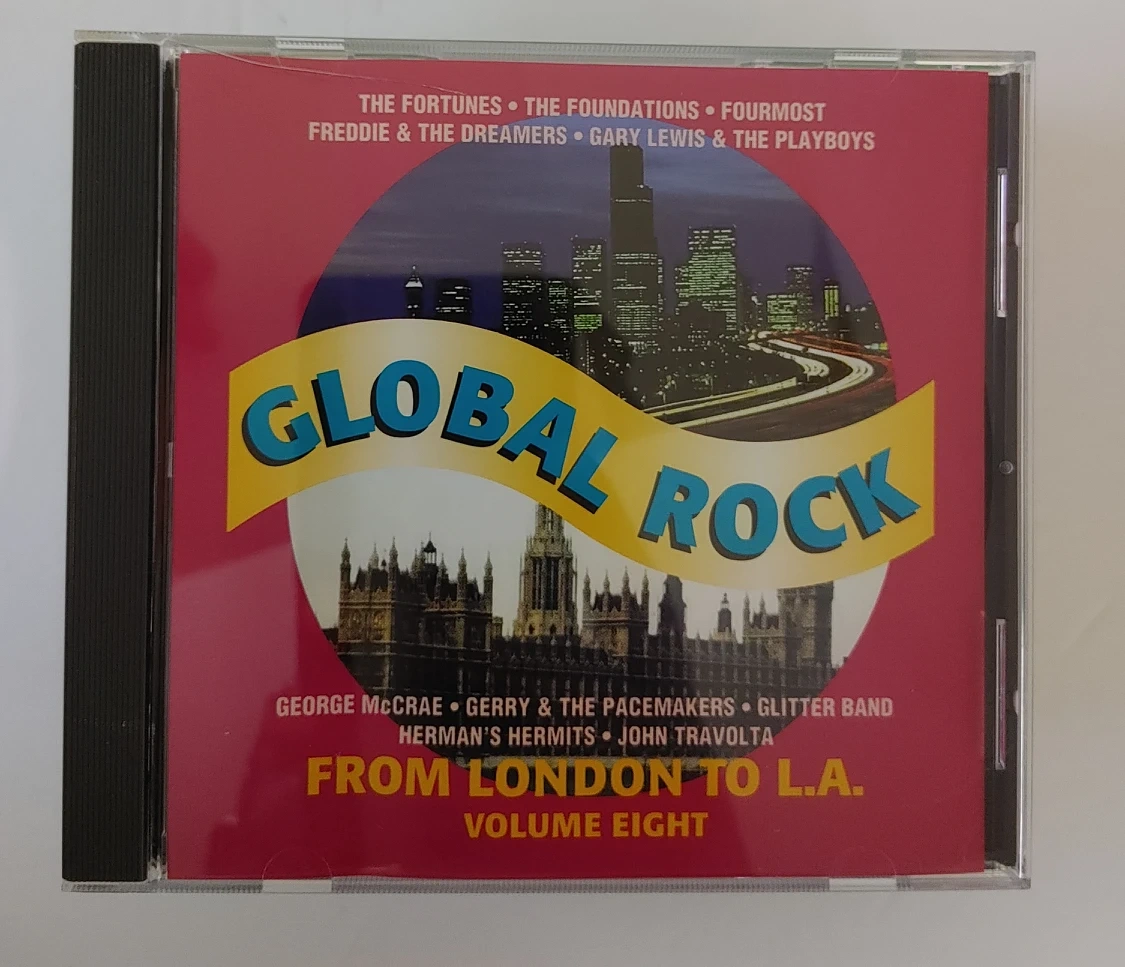 THE FORTUNES • THE FOUNDATIONS • FOURMOST
FREDDIE & THE DREAMERS • GARY LEWIS & THE PLAYBOYS
GLOBAL ROCK
GEORGE McCRAE • GERRY & THE PACEMAKERS • GLITTER BAND
HERMAN'S HERMITS • JOHN TRAVOLTA
FROM LONDON TO L.A.
VOLUME EIGHT